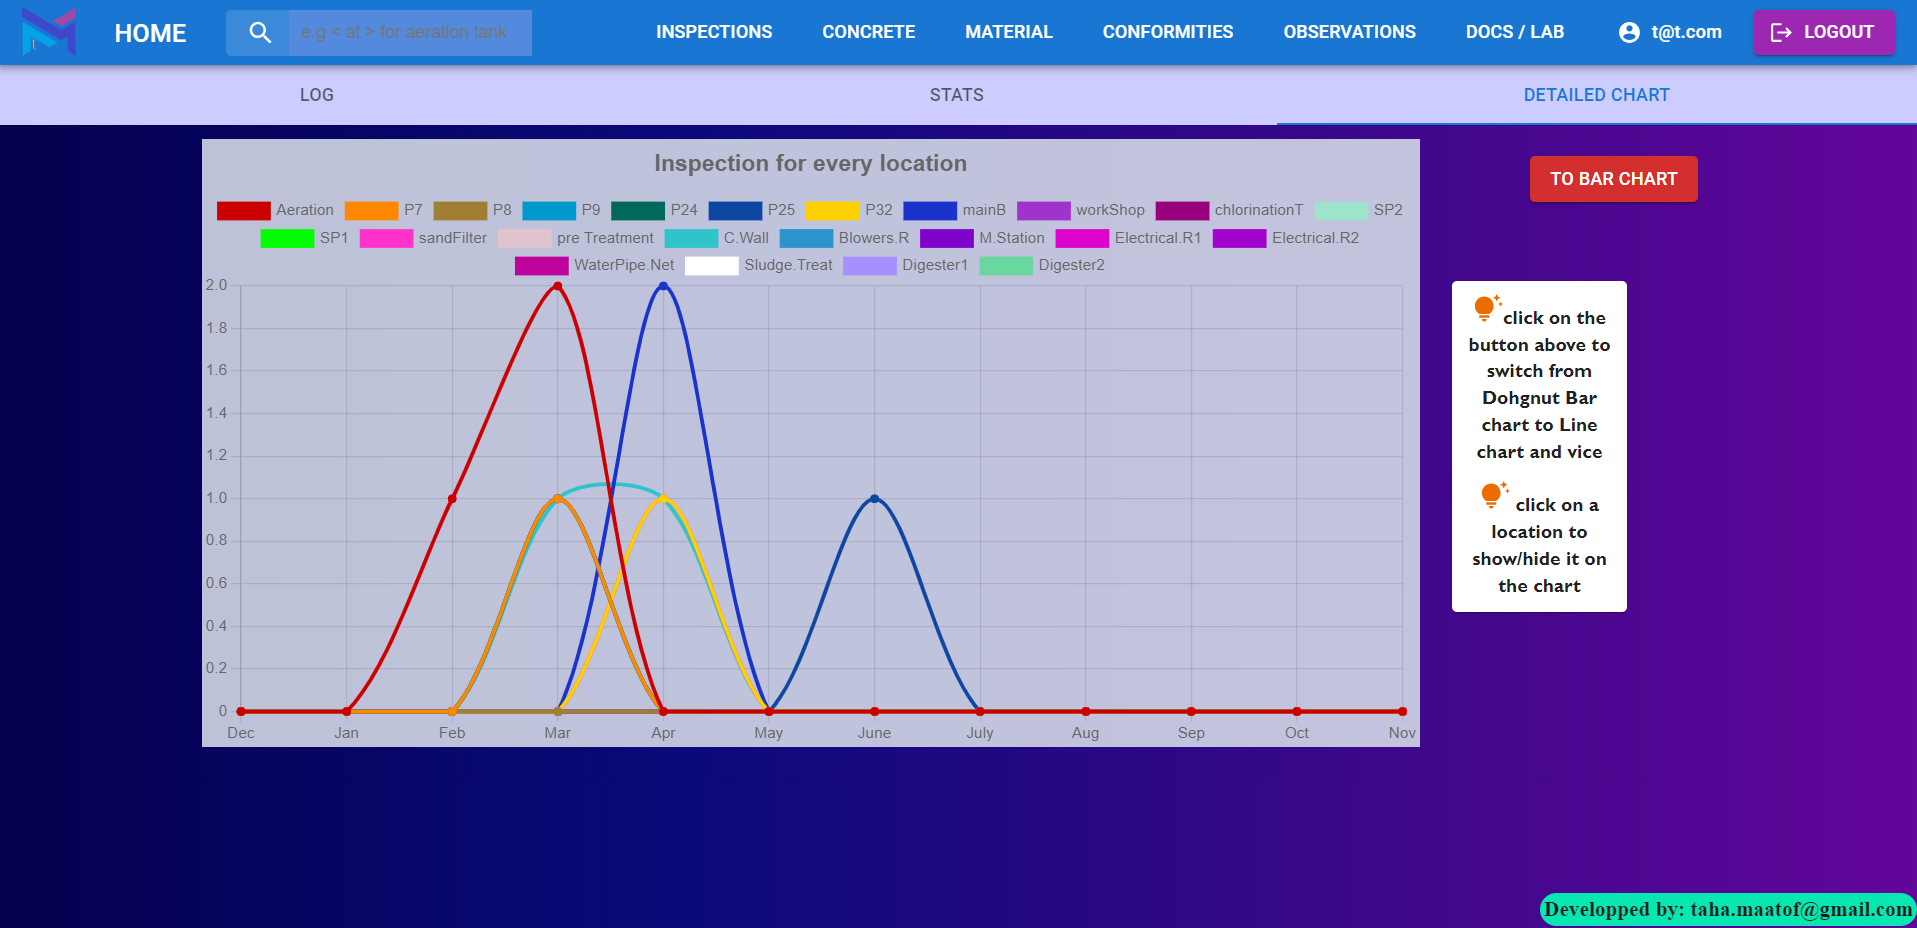 HOME
e.g < at > for aeration tank
INSPECTIONS CONCRETE MATERIAL CONFORMITIES OBSERVATIONS DOCS / LAB t@t.com LOGOUT
LOG STATS DETAILED CHART
Inspection for every location
TO BAR CHART
Aeration P7 P8 P9 P24 P25 P32 mainB workShop chlorinationT SP2
SP1 sandFilter pre Treatment C.Wall Blowers.R M.Station Electrical.R1 Electrical.R2
WaterPipe.Net Sludge.Treat Digester1 Digester2
2.0
1.8
1.6
1.4
1.2
1.0
0.8
0.6
0.4
0.2
0
Dec Jan Feb Mar Apr May June July Aug Sep Oct Nov
click on the
button above to
switch from
Dohgnut Bar
chart to Line
chart and vice
click on a
location to
show/hide it on
the chart
Developped by: taha.maatof@gmail.com